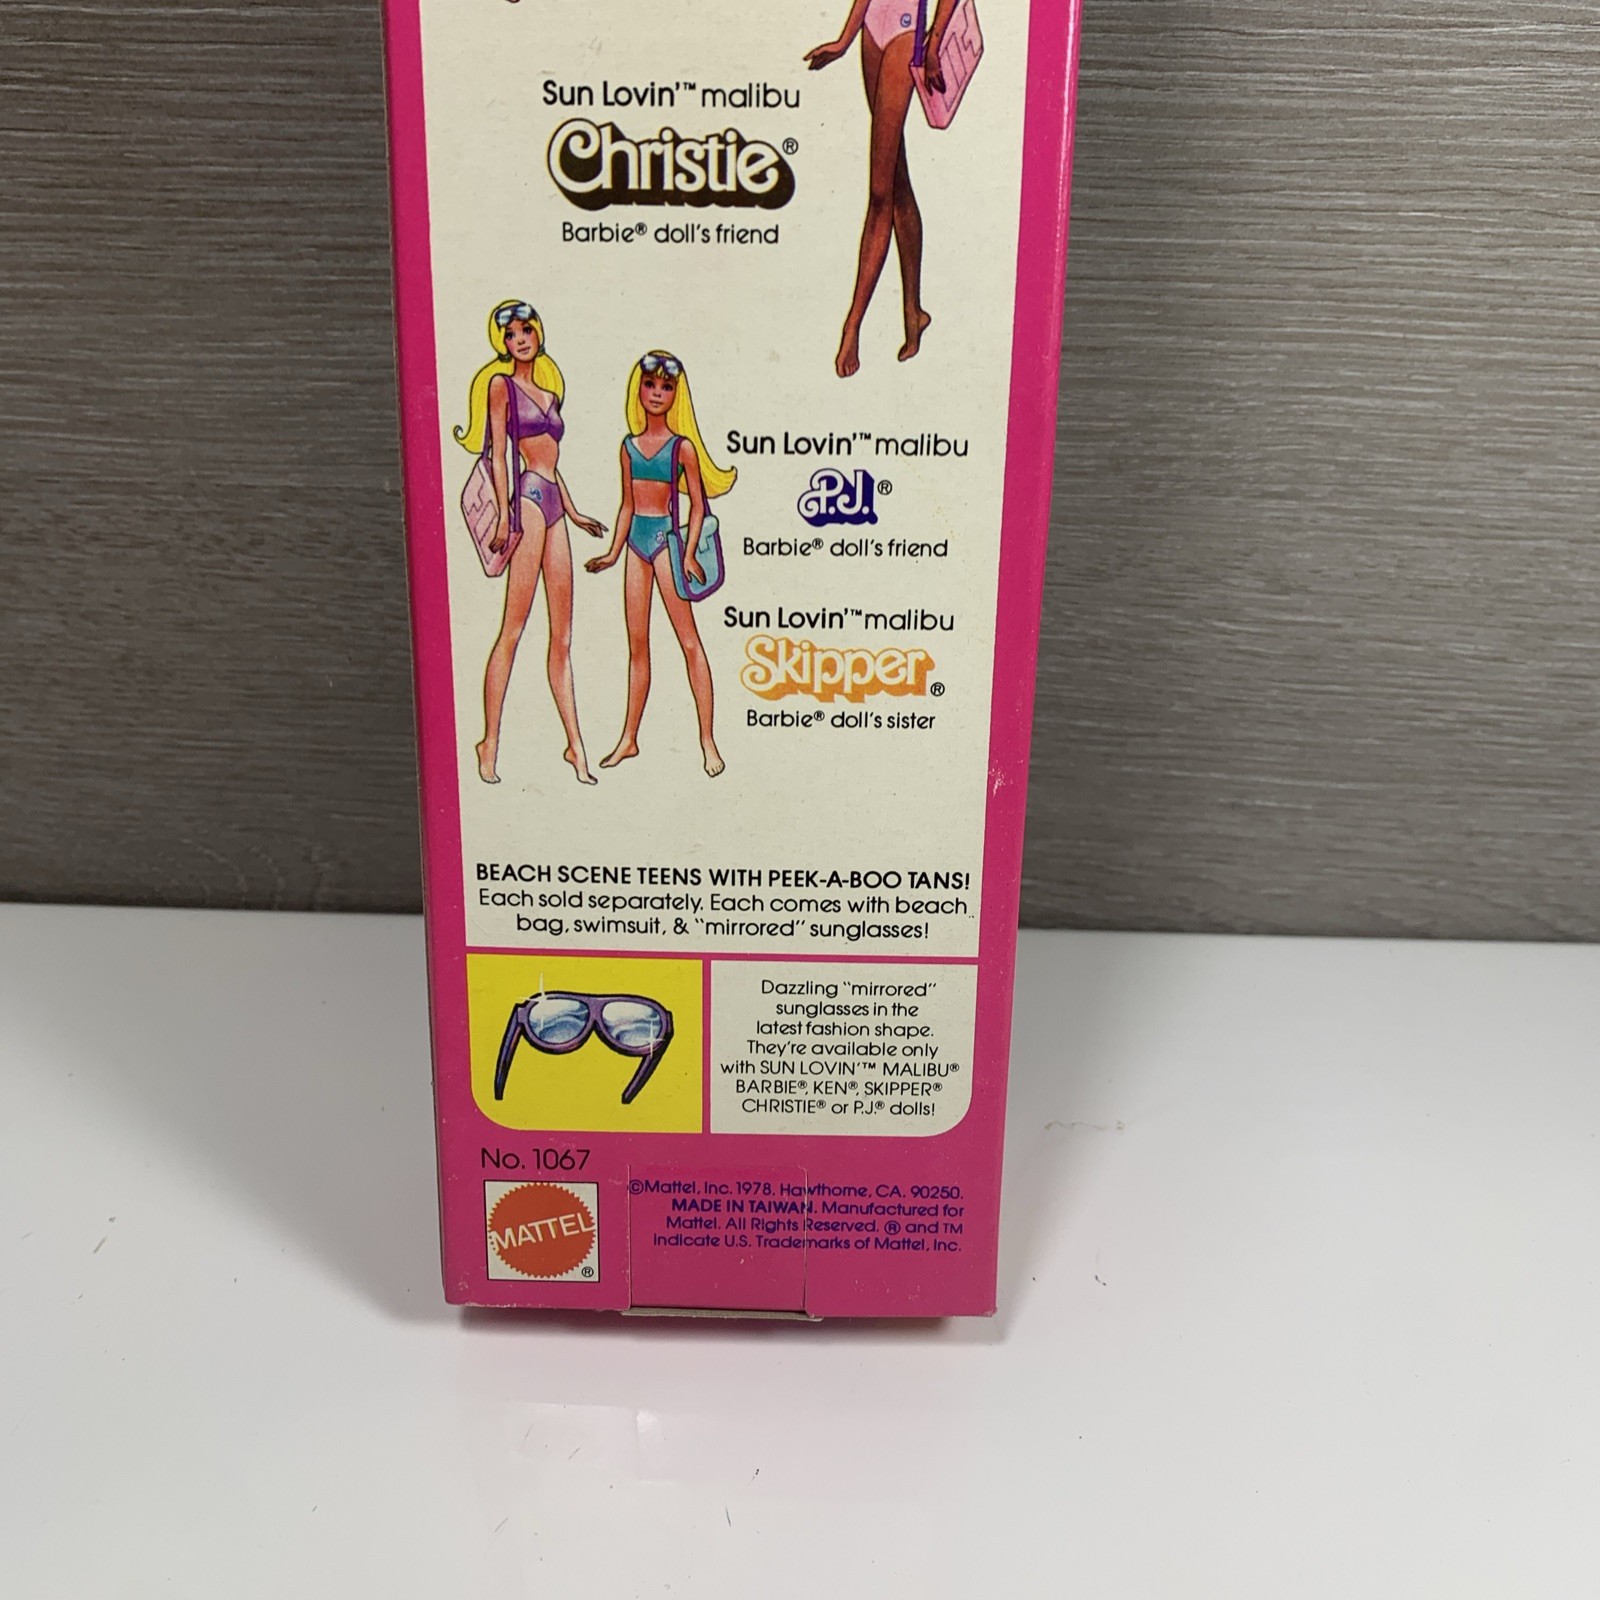 Sun Lovin'™ malibu
Christie®
Barbie® doll's friend
Sun Lovin'™ malibu
P.J.®
Barbie® doll's friend
Sun Lovin'™ malibu
Skipper®
Barbie® doll's sister
BEACH SCENE TEENS WITH PEEK-A-BOO TANS!
Each sold separately. Each comes with beach
bag, swimsuit, & "mirrored" sunglasses!
Dazzling "mirrored"
sunglasses in the
latest fashion shape.
They're available only
with SUN LOVIN'™ MALIBU®
BARBIE®, KEN®, SKIPPER®
CHRISTIE® or P.J.® dolls!
No. 1067
MATTEL®
©Mattel, Inc. 1978. Hawthorne, CA. 90250.
MADE IN TAIWAN. Manufactured for
Mattel. All Rights Reserved. ® and TM
indicate U.S. Trademarks of Mattel, Inc.